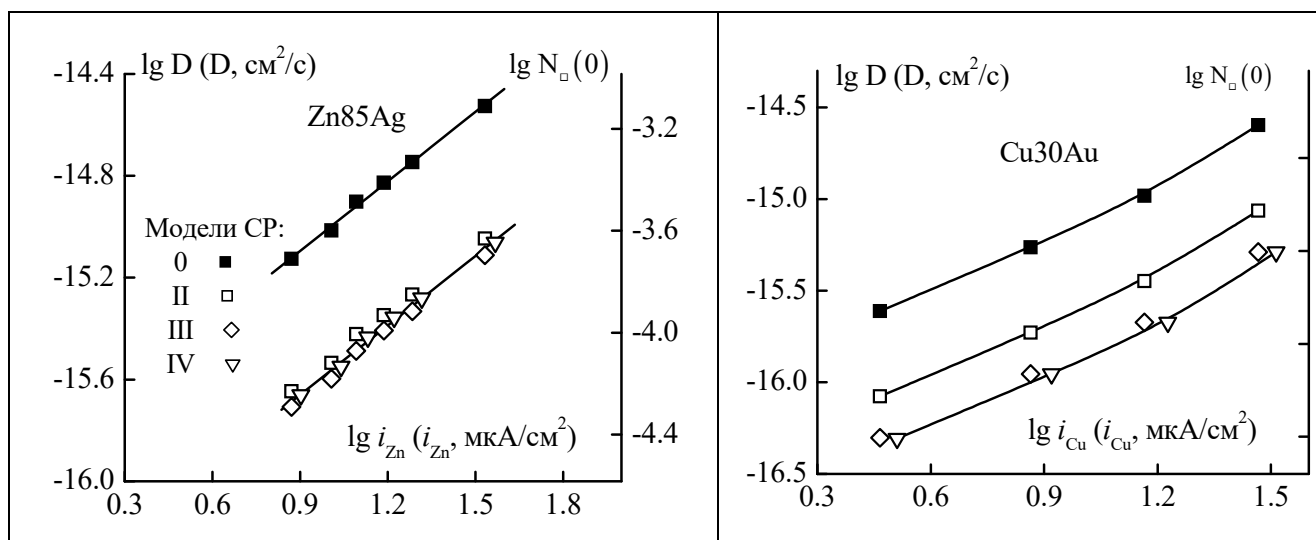 lg D (D, см²/с)
lg N□(0)
Zn85Ag
-14.4
-14.8
-15.2
-15.6
-16.0
-3.2
-3.6
-4.0
-4.4
Модели СР:
0
II
III
IV
lg iZn (iZn, мкА/см²)
0.3 0.6 0.9 1.2 1.5 1.8
lg D (D, см²/с)
lg N□(0)
Cu30Au
-14.5
-15.0
-15.5
-16.0
-16.5
lg iCu (iCu, мкА/см²)
0.3 0.6 0.9 1.2 1.5